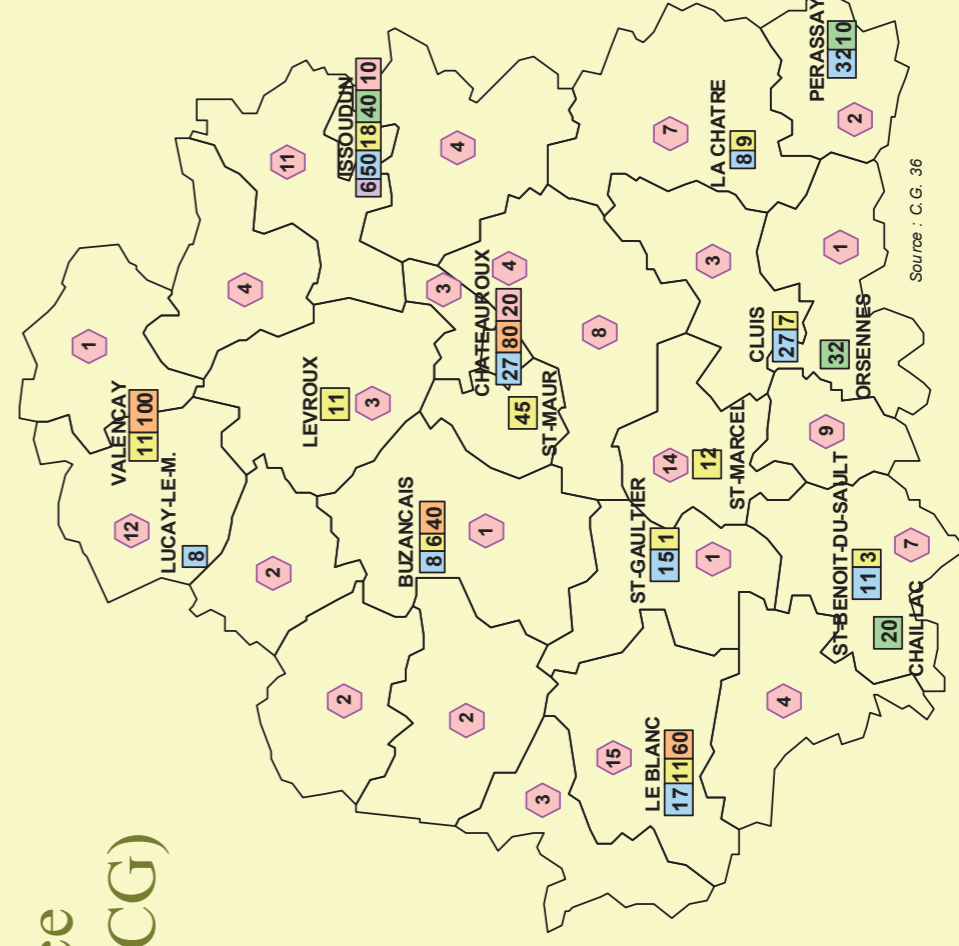 ce
CG)
VALENCAY
11 100
1
12
LUCAY-LE-M.
8
4
11
ISSOUDUN
6 50 18 40 10
4
2
LEVROUX
11
3
3
CHATEAUROUX
27 80 20
4
ST-MAUR
45
8
BUZANCAIS
8 6 40
1
2
2
3
15
LE BLANC
17 11 60
4
ST-GAULTIER
15 1
1
14
12
ST-MARCEL
3
7
LA CHATRE
8 9
CLUIS
27 7
32
ORSENNES
1
PERASSAY
32 10
2
9
ST-BENOIT-DU-SAULT
11 3
7
20
CHAILLAC
Source : C.G. 36